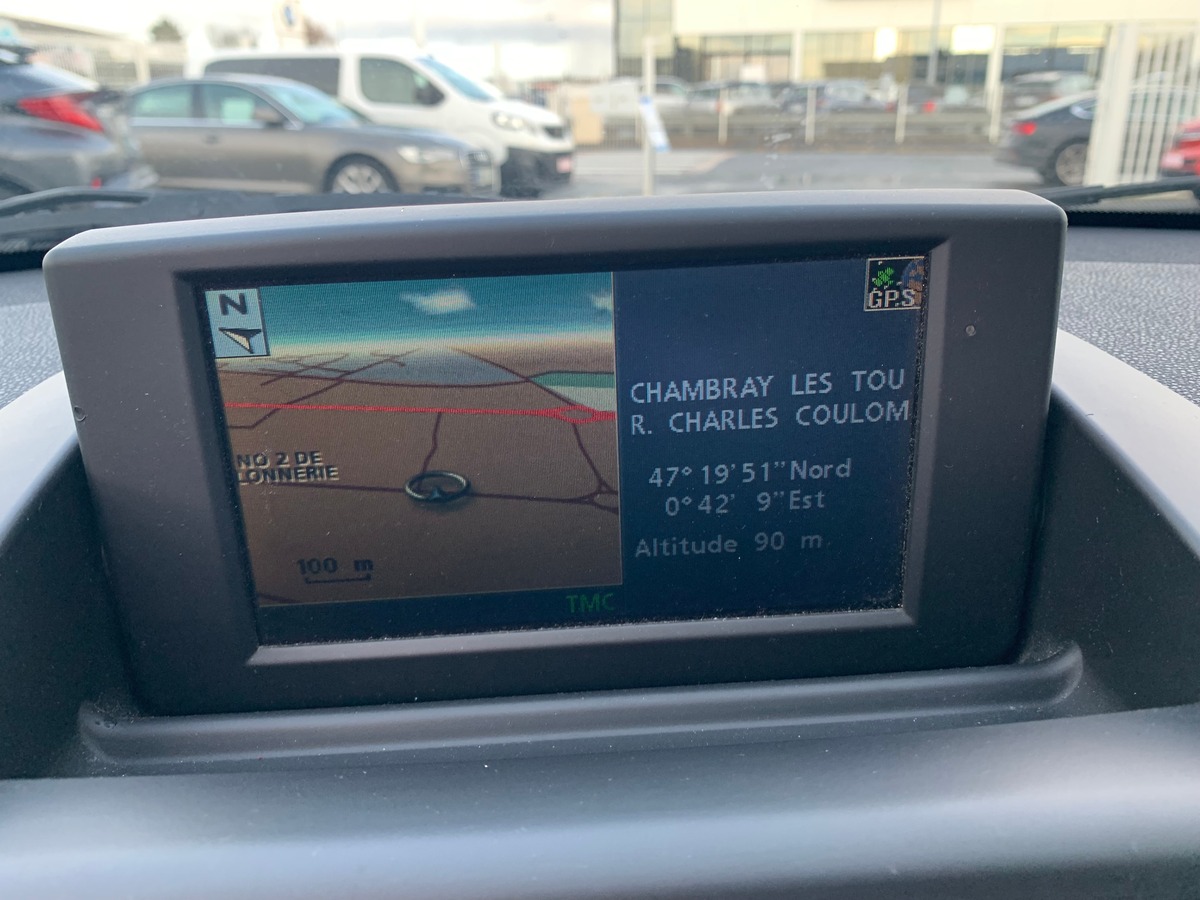 N
GPS
CHAMBRAY LES TOU
R. CHARLES COULOM
47° 19' 51" Nord
0° 42' 9" Est
Altitude 90 m
NO 2 DE
LONNERIE
100 m
TMC